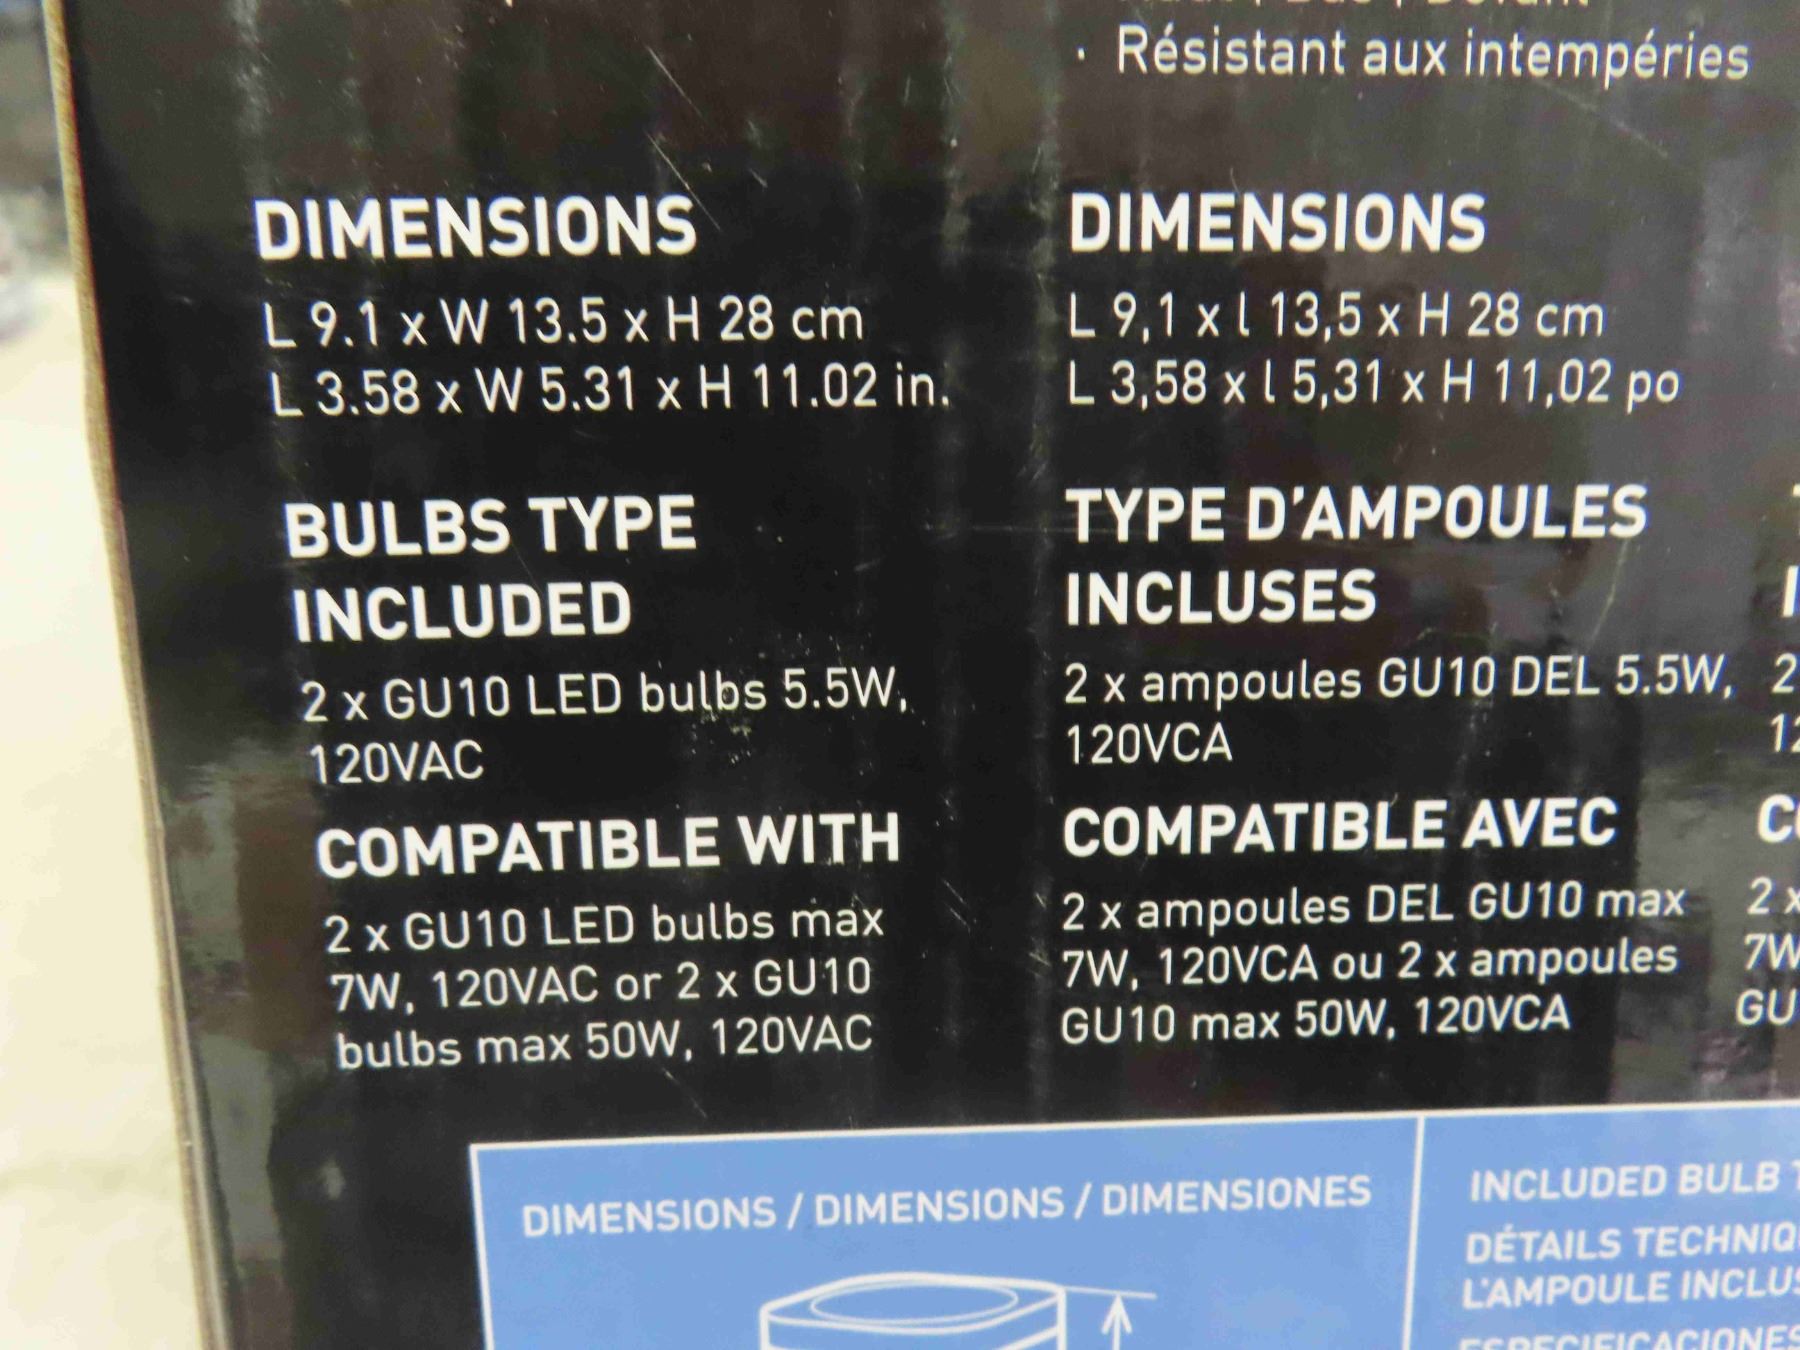 · Résistant aux intempéries
DIMENSIONS
L 9.1 x W 13.5 x H 28 cm
L 3.58 x W 5.31 x H 11.02 in.
BULBS TYPE
INCLUDED
2 x GU10 LED bulbs 5.5W,
120VAC
COMPATIBLE WITH
2 x GU10 LED bulbs max
7W, 120VAC or 2 x GU10
bulbs max 50W, 120VAC
DIMENSIONS
L 9,1 x l 13,5 x H 28 cm
L 3,58 x l 5,31 x H 11,02 po
TYPE D'AMPOULES
INCLUSES
2 x ampoules GU10 DEL 5.5W,
120VCA
COMPATIBLE AVEC
2 x ampoules DEL GU10 max
7W, 120VCA ou 2 x ampoules
GU10 max 50W, 120VCA
2
2 x
7W
GU
DIMENSIONS / DIMENSIONS / DIMENSIONES
INCLUDED BULB
DÉTAILS
L'AMPOULE